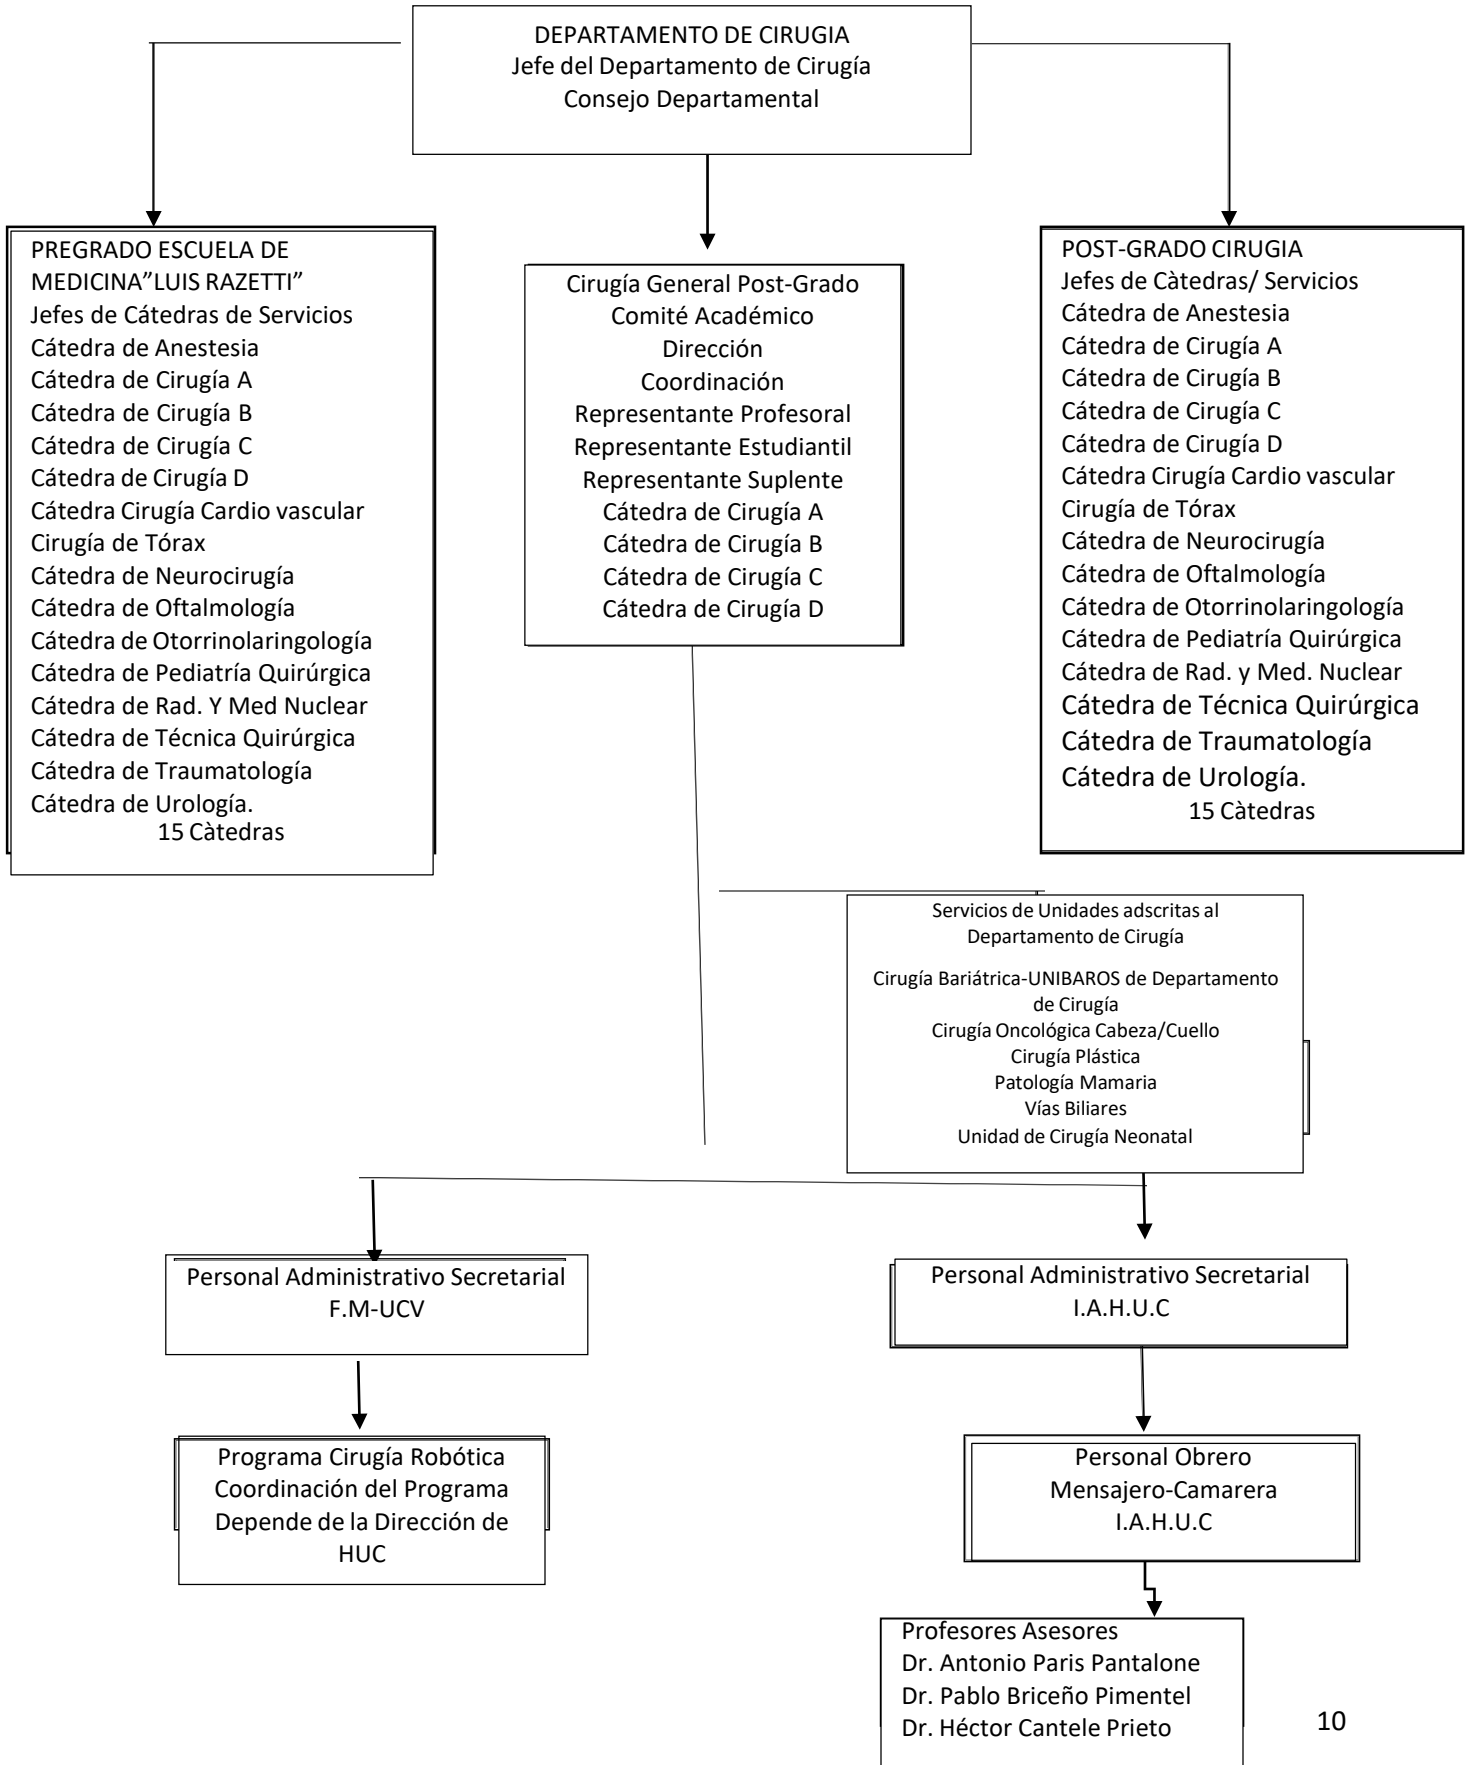 DEPARTAMENTO DE CIRUGIA
Jefe del Departamento de Cirugía
Consejo Departamental
PREGRADO ESCUELA DE
MEDICINA”LUIS RAZETTI”
Jefes de Cátedras de Servicios
Cátedra de Anestesia
Cátedra de Cirugía A
Cátedra de Cirugía B
Cátedra de Cirugía C
Cátedra de Cirugía D
Cátedra Cirugía Cardio vascular
Cirugía de Tórax
Cátedra de Neurocirugía
Cátedra de Oftalmología
Cátedra de Otorrinolaringología
Cátedra de Pediatría Quirúrgica
Cátedra de Rad. Y Med Nuclear
Cátedra de Técnica Quirúrgica
Cátedra de Traumatología
Cátedra de Urología.
15 Càtedras
Cirugía General Post-Grado
Comité Académico
Dirección
Coordinación
Representante Profesoral
Representante Estudiantil
Representante Suplente
Cátedra de Cirugía A
Cátedra de Cirugía B
Cátedra de Cirugía C
Cátedra de Cirugía D
POST-GRADO CIRUGIA
Jefes de Càtedras/ Servicios
Cátedra de Anestesia
Cátedra de Cirugía A
Cátedra de Cirugía B
Cátedra de Cirugía C
Cátedra de Cirugía D
Cátedra Cirugía Cardio vascular
Cirugía de Tórax
Cátedra de Neurocirugía
Cátedra de Oftalmología
Cátedra de Otorrinolaringología
Cátedra de Pediatría Quirúrgica
Cátedra de Rad. y Med. Nuclear
Cátedra de Técnica Quirúrgica
Cátedra de Traumatología
Cátedra de Urología.
15 Càtedras
Servicios de Unidades adscritas al
Departamento de Cirugía
Cirugía Bariátrica-UNIBAROS de Departamento
de Cirugía
Cirugía Oncológica Cabeza/Cuello
Cirugía Plástica
Patología Mamaria
Vías Biliares
Unidad de Cirugía Neonatal
Personal Administrativo Secretarial
F.M-UCV
Personal Administrativo Secretarial
I.A.H.U.C
Programa Cirugía Robótica
Coordinación del Programa
Depende de la Dirección de
HUC
Personal Obrero
Mensajero-Camarera
I.A.H.U.C
Profesores Asesores
Dr. Antonio Paris Pantalone
Dr. Pablo Briceño Pimentel
Dr. Héctor Cantele Prieto
10